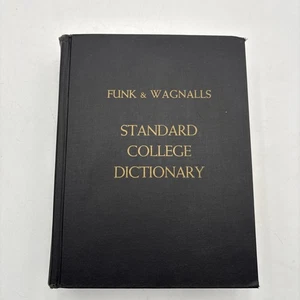 FUNK & WAGNALLS
STANDARD
COLLEGE
DICTIONARY